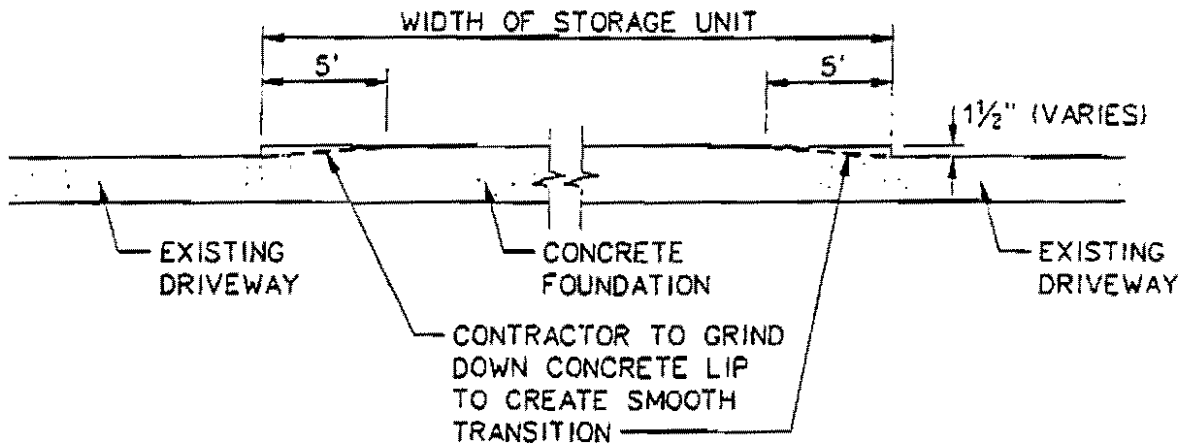 WIDTH OF STORAGE UNIT
5'
5'
1½" (VARIES)
EXISTING
DRIVEWAY
CONCRETE
FOUNDATION
EXISTING
DRIVEWAY
CONTRACTOR TO GRIND
DOWN CONCRETE LIP
TO CREATE SMOOTH
TRANSITION